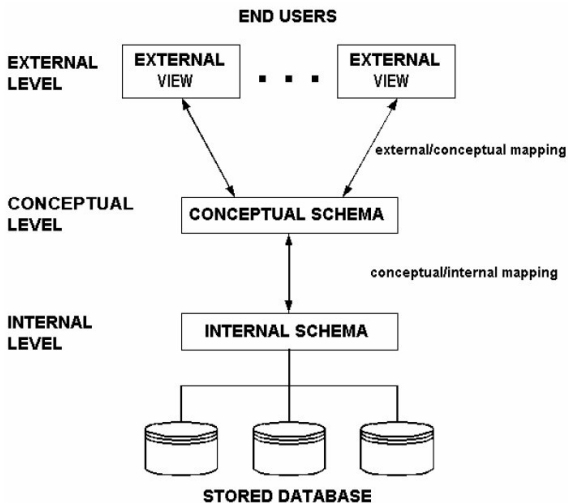 END USERS
EXTERNAL
LEVEL
EXTERNAL
VIEW
. . .
EXTERNAL
VIEW
external/conceptual mapping
CONCEPTUAL
LEVEL
CONCEPTUAL SCHEMA
conceptual/internal mapping
INTERNAL
LEVEL
INTERNAL SCHEMA
STORED DATABASE